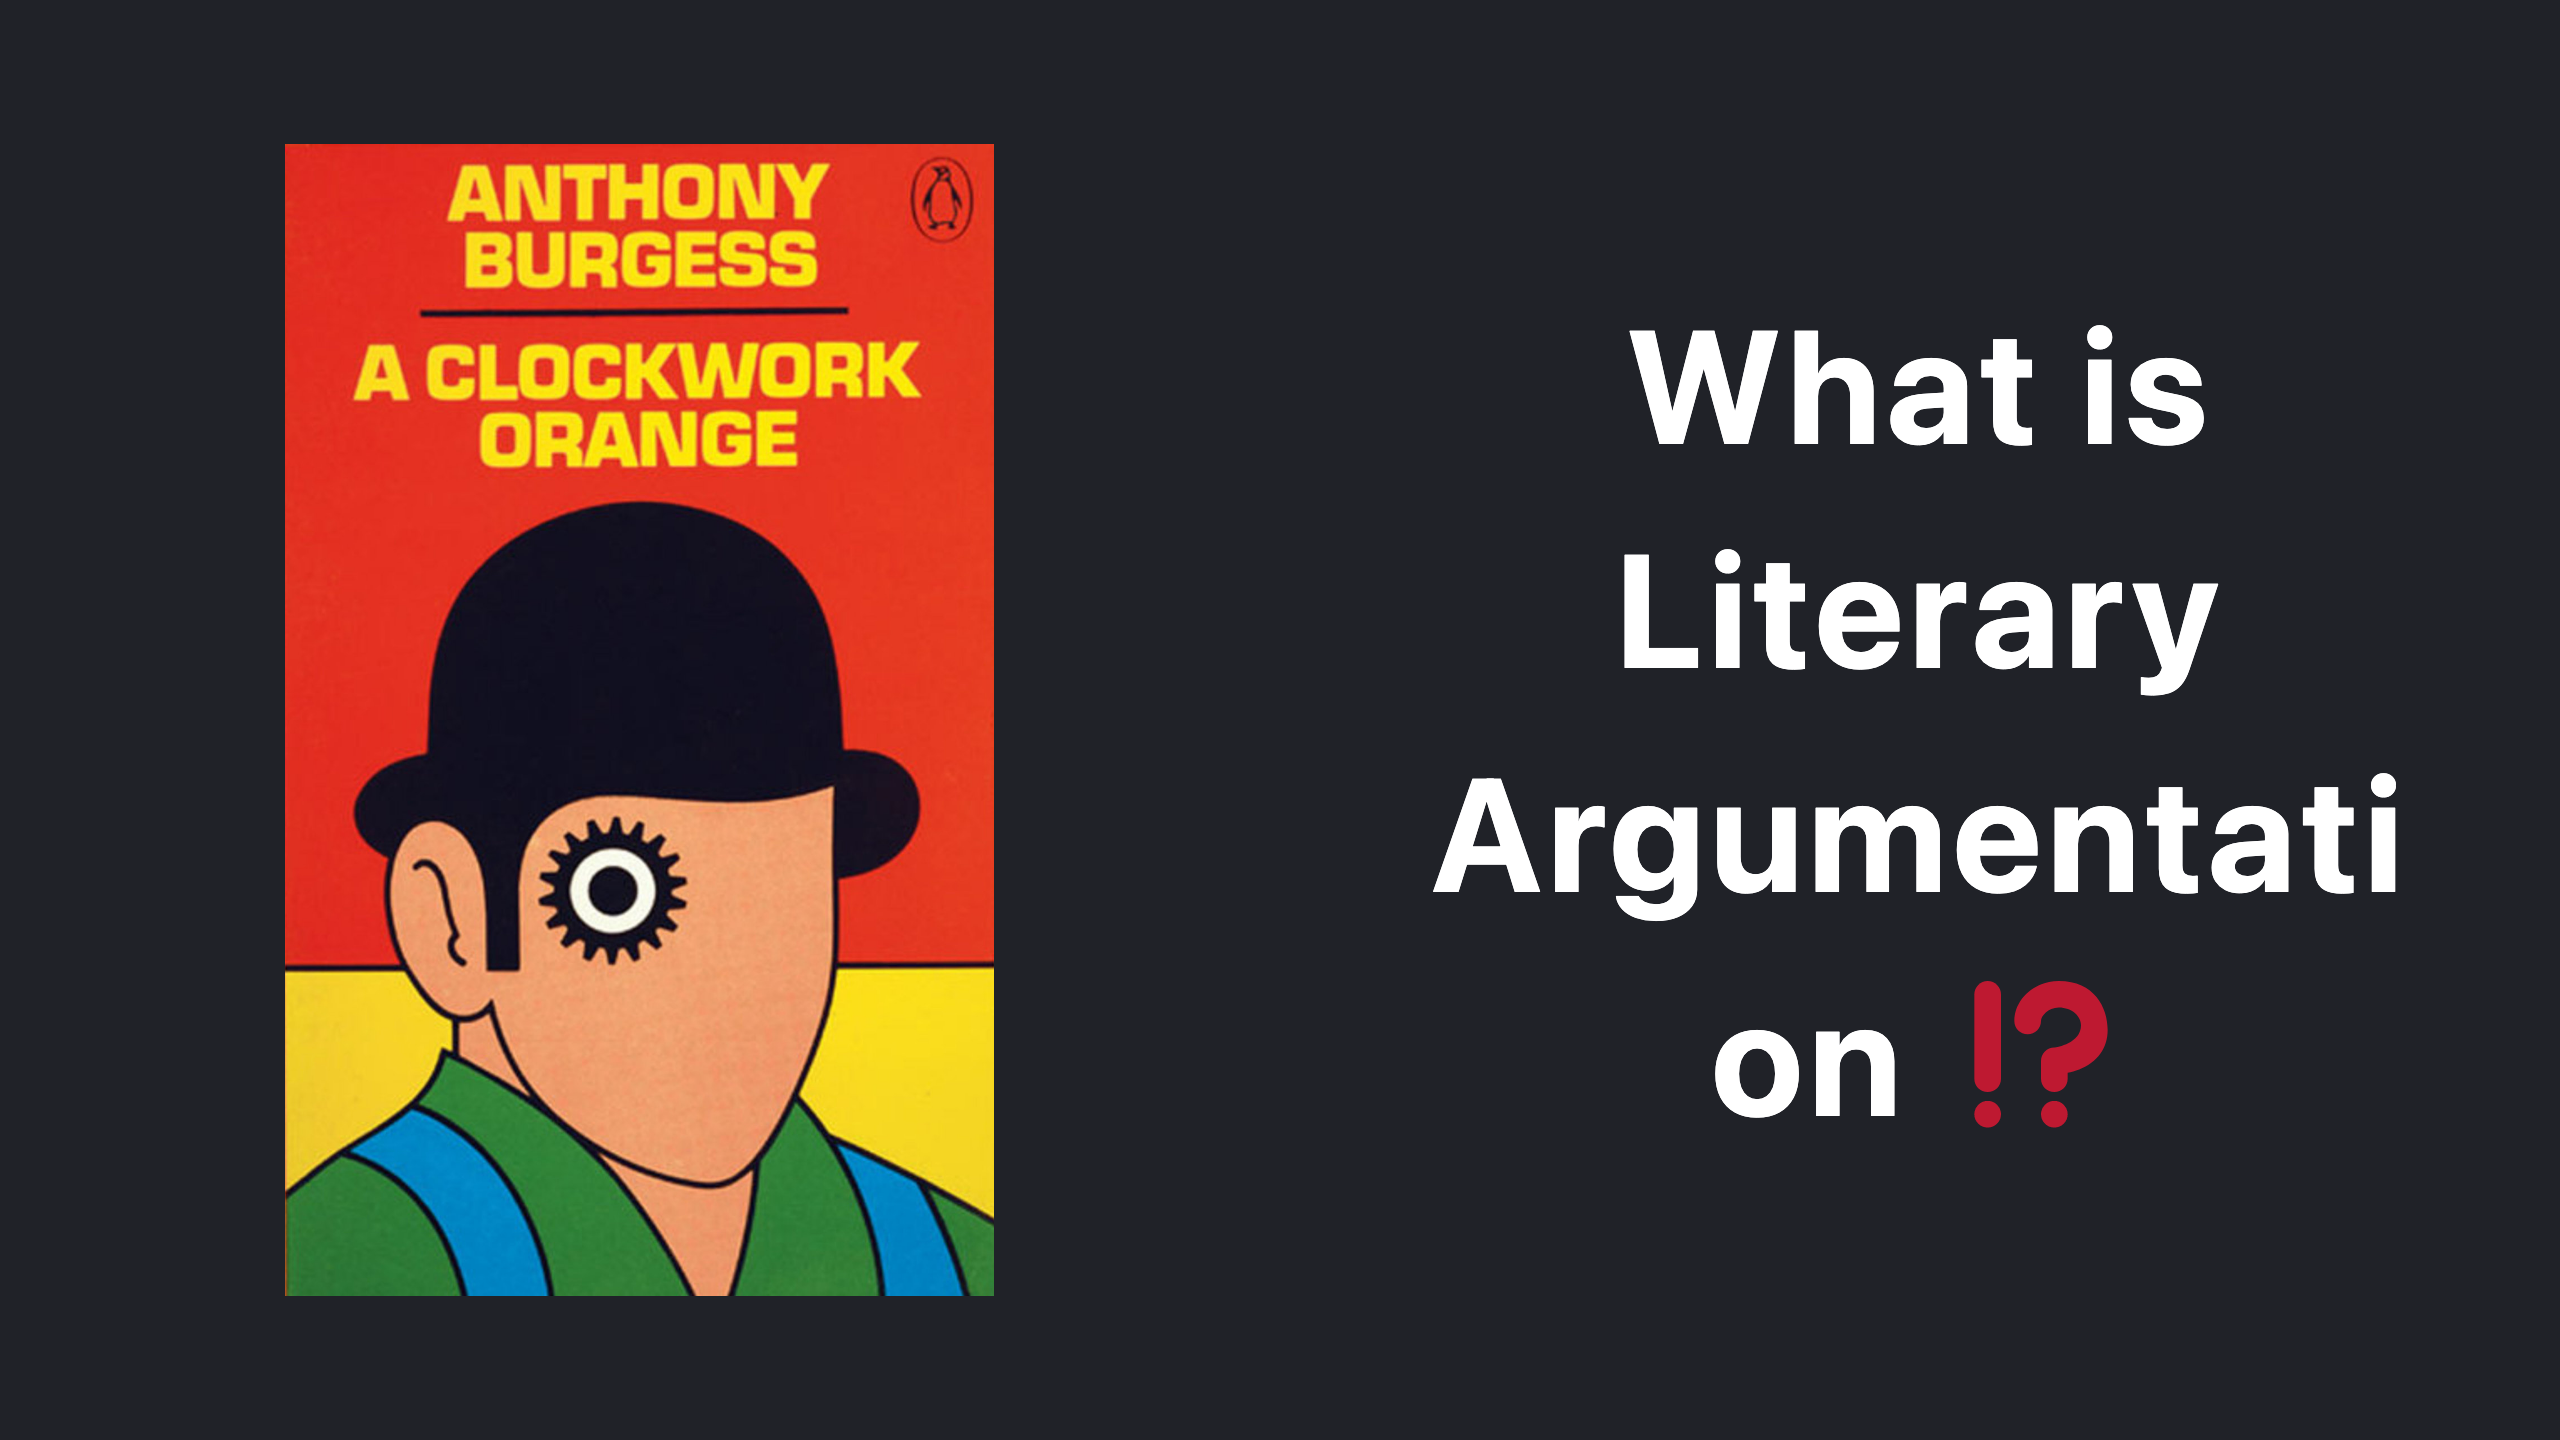 ANTHONY
BURGESS
A CLOCKWORK
ORANGE
What is
Literary
Argumentati
on ⁉